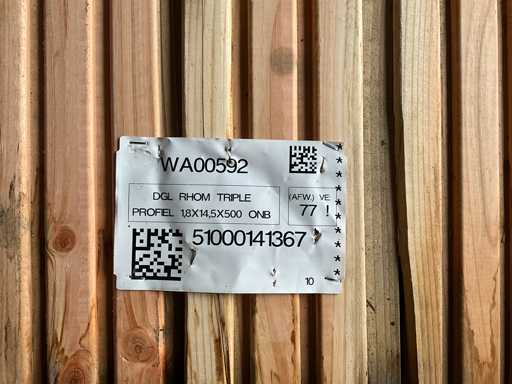 WA00592
DGL RHOM TRIPLE
PROFIEL 1,8X14,5X500 ONB
(AFW.) VE
77 !
51000141367
10